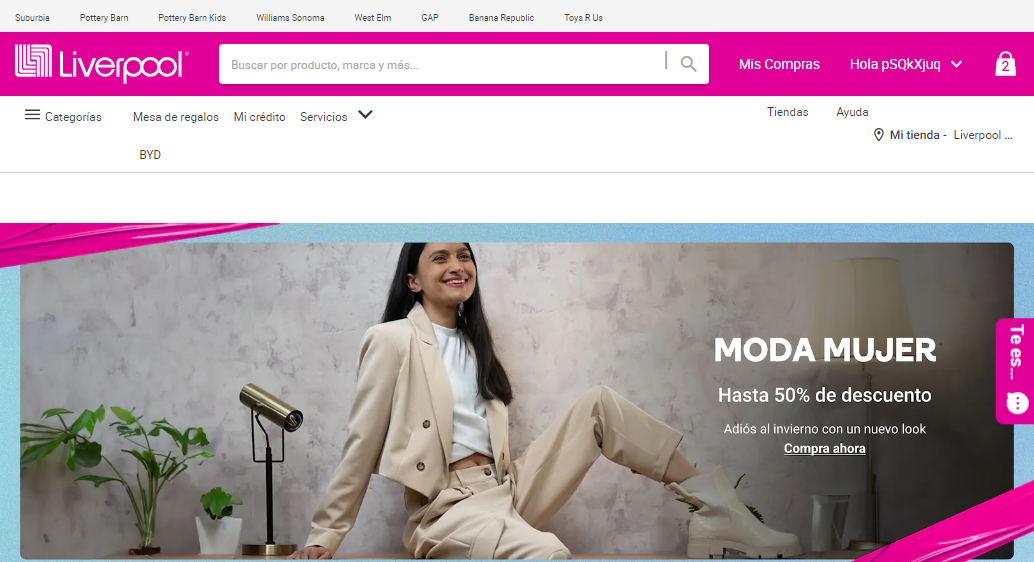 Suburbia Pottery Barn Pottery Barn Kids Williams Sonoma West Elm GAP Banana Republic Toys R Us
Liverpool® Buscar por producto, marca y más... Mis Compras Hola pSQkXjuq 2
Categorías Mesa de regalos Mi crédito Servicios Tiendas Ayuda
Mi tienda - Liverpool ...
BYD
MODA MUJER
Hasta 50% de descuento
Adiós al invierno con un nuevo look
Compra ahora
Te es...